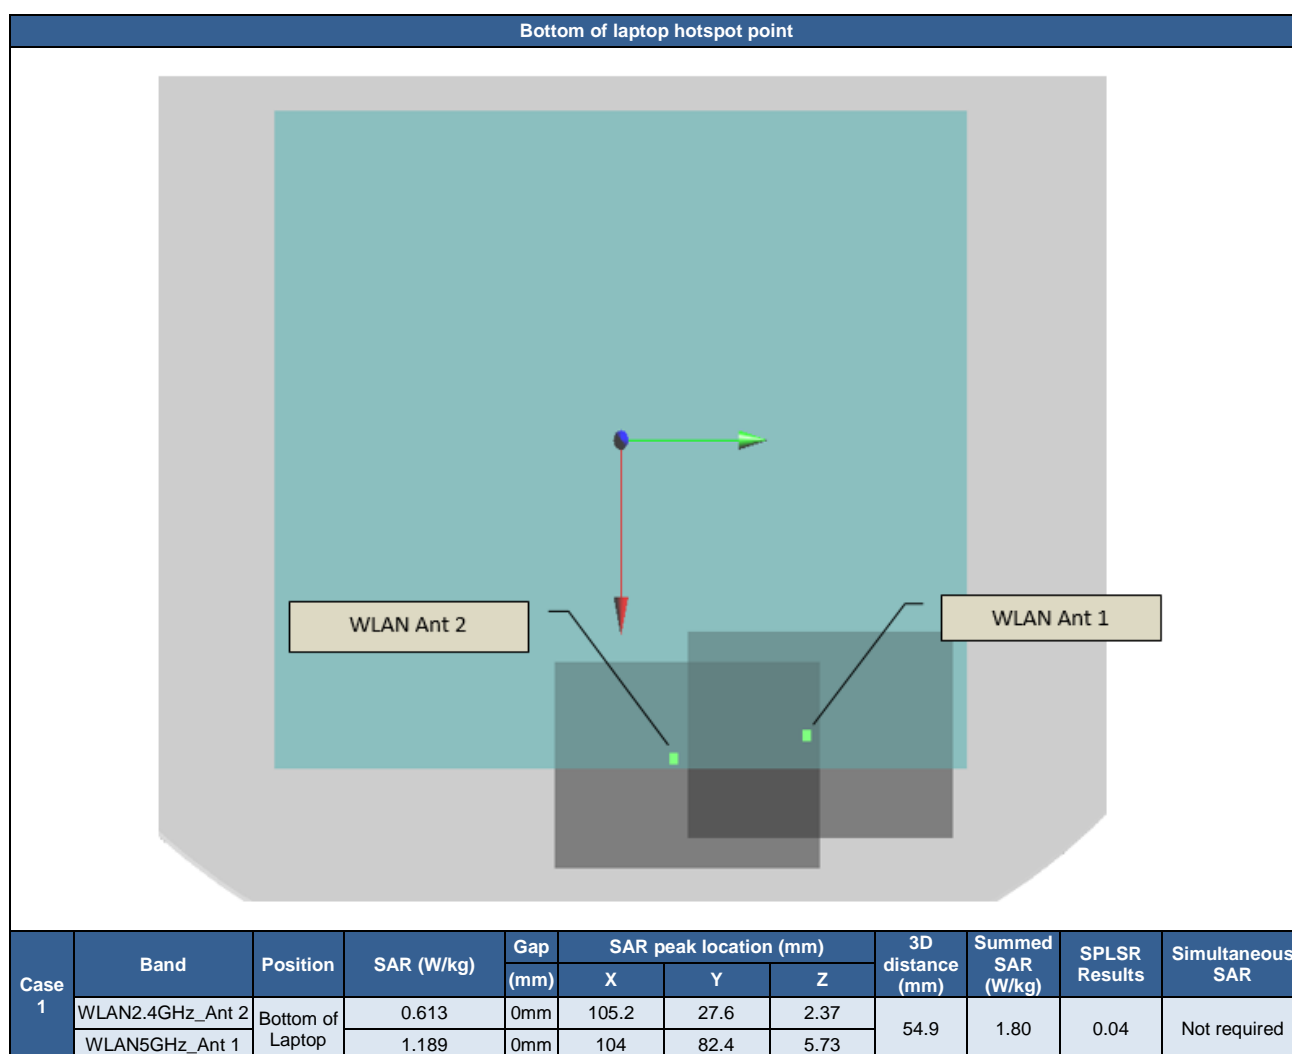 Bottom of laptop hotspot point
WLAN Ant 2
WLAN Ant 1
Case 1 Band Position SAR (W/kg) Gap (mm) SAR peak location (mm) X Y Z 3D distance (mm) Summed SAR (W/kg) SPLSR Results Simultaneous SAR
WLAN2.4GHz_Ant 2 Bottom of Laptop 0.613 0mm 105.2 27.6 2.37 54.9 1.80 0.04 Not required
WLAN5GHz_Ant 1 1.189 0mm 104 82.4 5.73